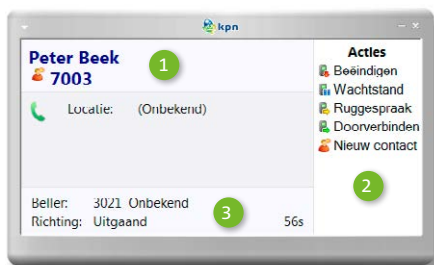 kpn
Peter Beek
7003
1
Locatie: (Onbekend)
Beller: 3021 Onbekend
Richting: Uitgaand 56s
3
Acties
Beëindigen
Wachtstand
Ruggespraak
Doorverbinden
Nieuw contact
2